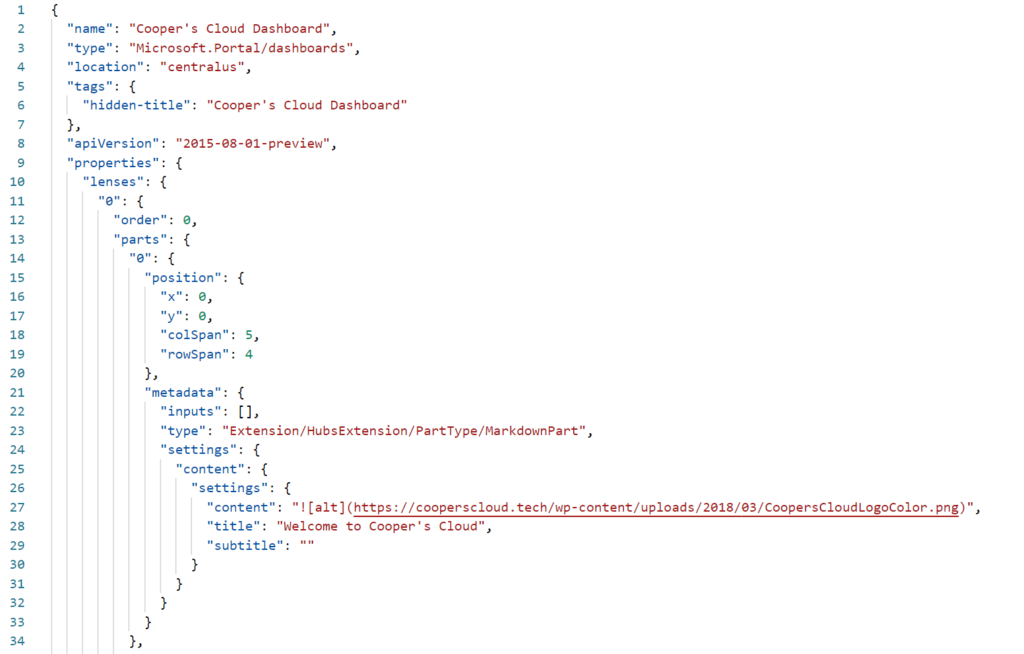 1 {
2   "name": "Cooper's Cloud Dashboard",
3   "type": "Microsoft.Portal/dashboards",
4   "location": "centralus",
5   "tags": {
6     "hidden-title": "Cooper's Cloud Dashboard"
7   },
8   "apiVersion": "2015-08-01-preview",
9   "properties": {
10     "lenses": {
11       "0": {
12         "order": 0,
13         "parts": {
14           "0": {
15             "position": {
16               "x": 0,
17               "y": 0,
18               "colSpan": 5,
19               "rowSpan": 4
20             },
21             "metadata": {
22               "inputs": [],
23               "type": "Extension/HubsExtension/PartType/MarkdownPart",
24               "settings": {
25                 "content": {
26                   "settings": {
27                     "content": "![alt](https://cooperscloud.tech/wp-content/uploads/2018/03/CoopersCloudLogoColor.png)",
28                     "title": "Welcome to Cooper's Cloud",
29                     "subtitle": ""
30                   }
31                 }
32               }
33             }
34           },